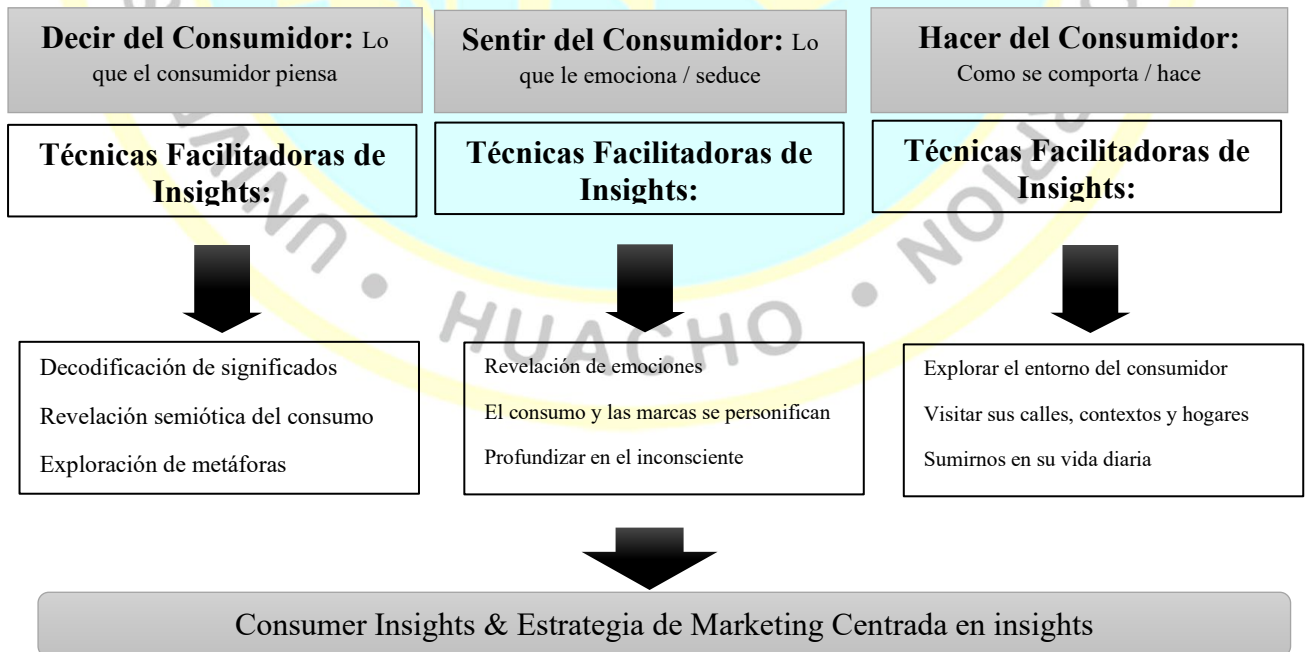 Decir del Consumidor: Lo
que el consumidor piensa
Técnicas Facilitadoras de
Insights:
Decodificación de significados
Revelación semiótica del consumo
Exploración de metáforas
Sentir del Consumidor: Lo
que le emociona / seduce
Técnicas Facilitadoras de
Insights:
Revelación de emociones
El consumo y las marcas se personifican
Profundizar en el inconsciente
Hacer del Consumidor:
Como se comporta / hace
Técnicas Facilitadoras de
Insights:
Explorar el entorno del consumidor
Visitar sus calles, contextos y hogares
Sumirnos en su vida diaria
Consumer Insights & Estrategia de Marketing Centrada en insights
HUACHO